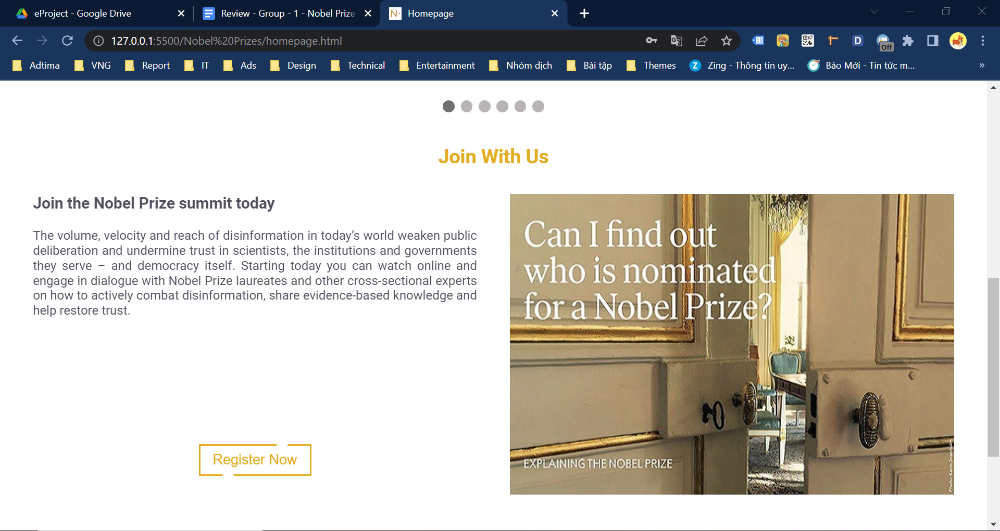 eProject - Google Drive
Review - Group - 1 - Nobel Prize
N
Homepage
127.0.0.1:5500/Nobel%20Prizes/homepage.html
D
Off
Adtima
VNG
Report
IT
Ads
Design
Technical
Entertainment
Nhóm dịch
Bài tập
Themes
Z
Zing - Thông tin uy...
Báo Mới - Tin tức m...
»
Join With Us
Join the Nobel Prize summit today
The volume, velocity and reach of disinformation in today’s world weaken public
deliberation and undermine trust in scientists, the institutions and governments
they serve – and democracy itself. Starting today you can watch online and
engage in dialogue with Nobel Prize laureates and other cross-sectional experts
on how to actively combat disinformation, share evidence-based knowledge and
help restore trust.
Register Now
Can I find out
who is nominated
for a Nobel Prize?
EXPLAINING THE NOBEL PRIZE